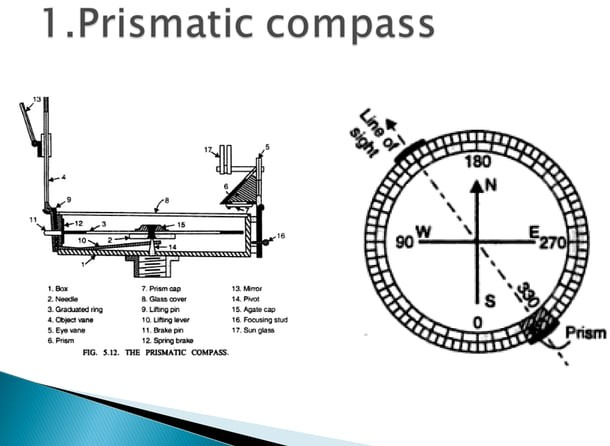 1.Prismatic compass
13
4
9
11
12
3
2
10
1
8
15
14
17
5
6
7
16
1. Box
2. Needle
3. Graduated ring
4. Object vane
5. Eye vane
6. Prism
7. Prism cap
8. Glass cover
9. Lifting pin
10. Lifting lever
11. Brake pin
12. Spring brake
13. Mirror
14. Pivot
15. Agate cap
16. Focusing stud
17. Sun glass
FIG. 5.12. THE PRISMATIC COMPASS.
Line of
sight
180
N
W
E
90
270
S
330
0
Prism